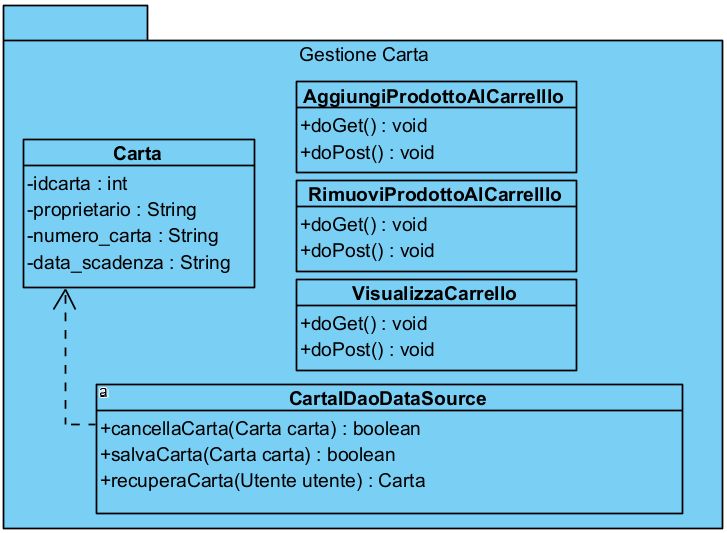 Gestione Carta
AggiungiProdottoAlCarrelllo
+doGet() : void
+doPost() : void
Carta
-idcarta : int
-proprietario : String
-numero_carta : String
-data_scadenza : String
RimuoviProdottoAlCarrelllo
+doGet() : void
+doPost() : void
VisualizzaCarrello
+doGet() : void
+doPost() : void
a
CartaIDaoDataSource
+cancellaCarta(Carta carta) : boolean
+salvaCarta(Carta carta) : boolean
+recuperaCarta(Utente utente) : Carta